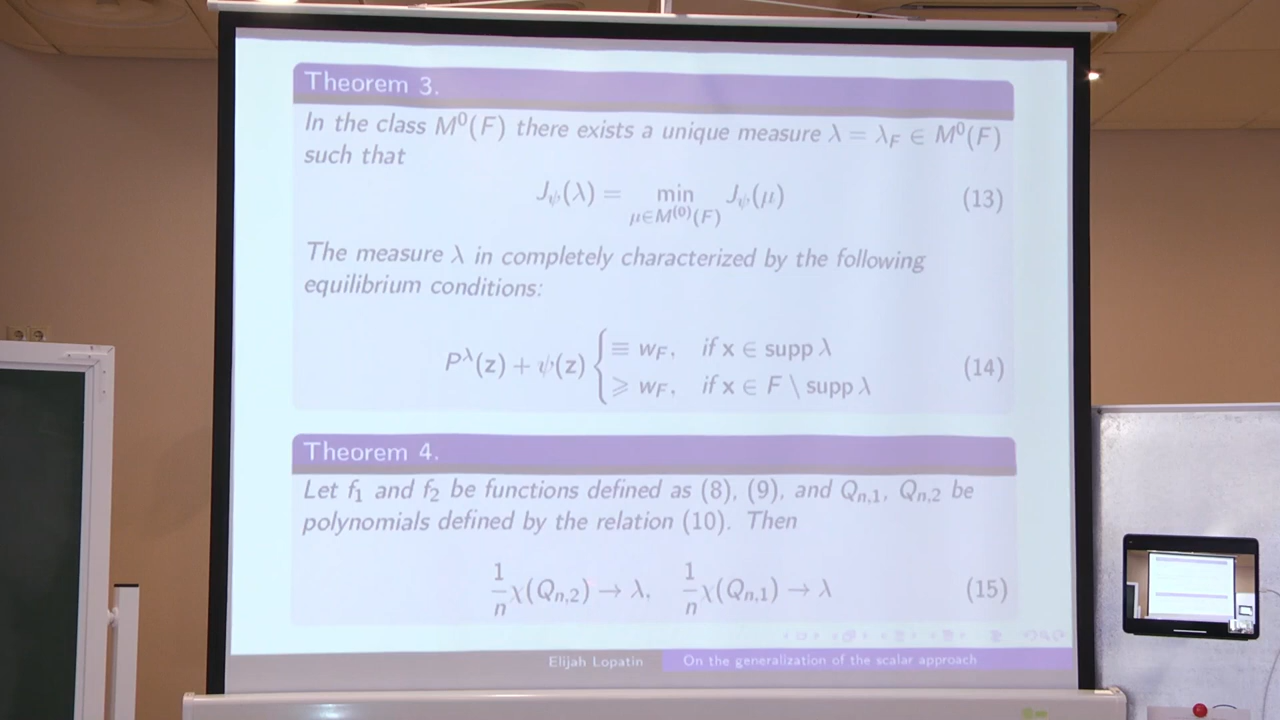 Theorem 3.
In the class M⁰(F) there exists a unique measure λ = λ_F ∈ M⁰(F)
such that
J_ψ(λ) = min_{μ∈M^{(0)}(F)} J_ψ(μ) (13)
The measure λ in completely characterized by the following
equilibrium conditions:
P^λ(z) + ψ(z) { ≡ w_F, if x ∈ supp λ
⩾ w_F, if x ∈ F \ supp λ (14)
Theorem 4.
Let f₁ and f₂ be functions defined as (8), (9), and Q_{n,1}, Q_{n,2} be
polynomials defined by the relation (10). Then
1/n χ(Q_{n,2}) → λ, 1/n χ(Q_{n,1}) → λ (15)
Elijah Lopatin On the generalization of the scalar approach